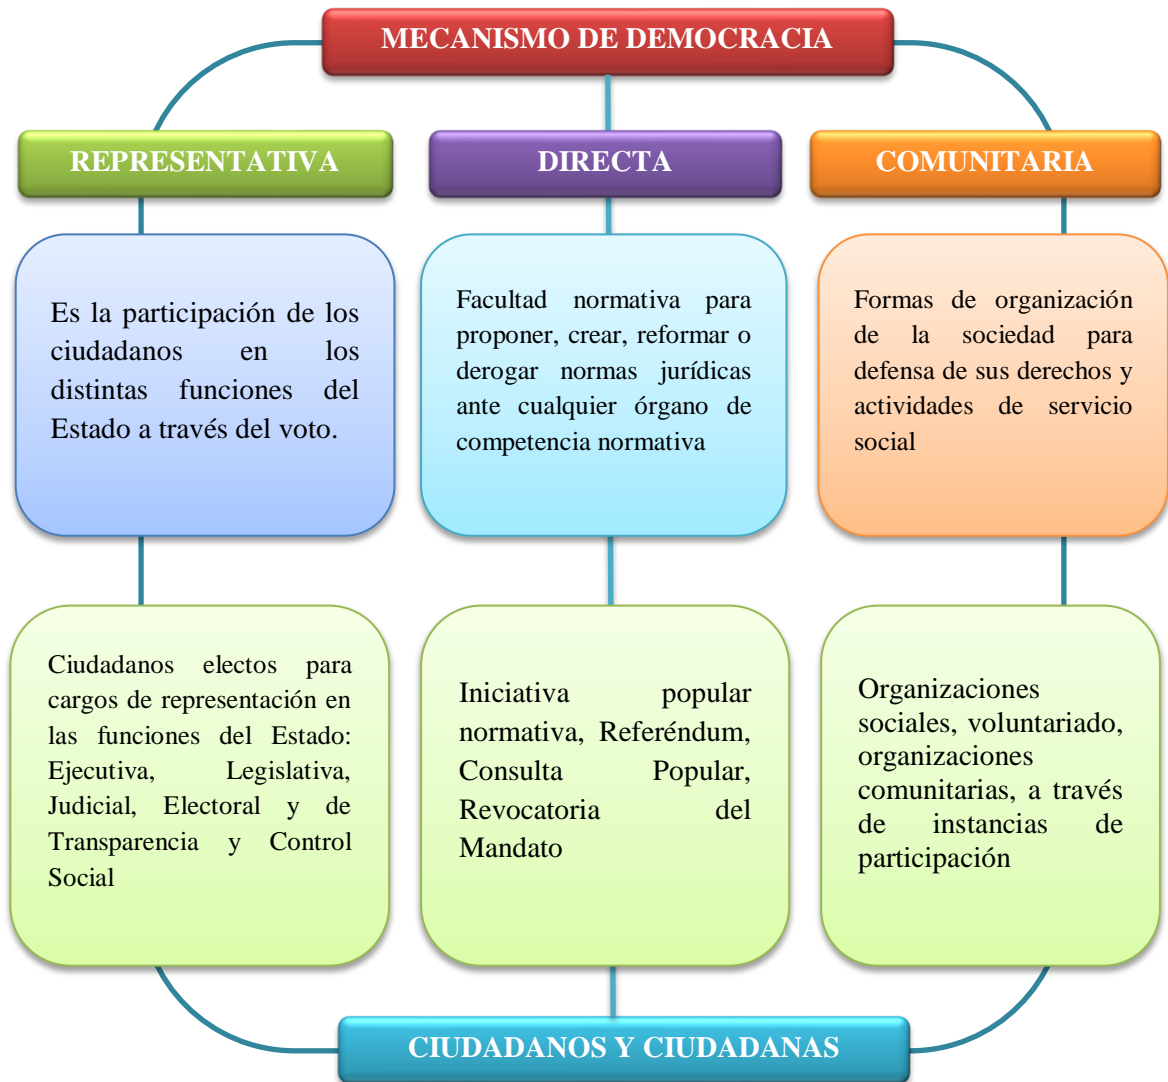 MECANISMO DE DEMOCRACIA
REPRESENTATIVA
Es la participación de los
ciudadanos en los
distintas funciones del
Estado a través del voto.
Ciudadanos electos para
cargos de representación en
las funciones del Estado:
Ejecutiva, Legislativa,
Judicial, Electoral y de
Transparencia y Control
Social
DIRECTA
Facultad normativa para
proponer, crear, reformar o
derogar normas jurídicas
ante cualquier órgano de
competencia normativa
Iniciativa popular
normativa, Referéndum,
Consulta Popular,
Revocatoria del
Mandato
COMUNITARIA
Formas de organización
de la sociedad para
defensa de sus derechos y
actividades de servicio
social
Organizaciones
sociales, voluntariado,
organizaciones
comunitarias, a través
de instancias de
participación
CIUDADANOS Y CIUDADANAS